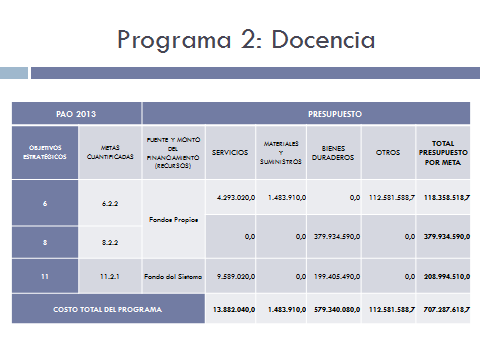 Programa 2: Docencia
PAO 2013 PRESUPUESTO
OBJETIVOS ESTRATÉGICOS METAS CUANTIFICADAS FUENTE Y MONTO DEL FINANCIAMIENTO (RECURSOS) SERVICIOS MATERIALES Y SUMINISTROS BIENES DURADEROS OTROS TOTAL PRESUPUESTO POR META
6 6.2.2 Fondos Propios 4.293.020,0 1.483.910,0 0,0 112.581.588,7 118.358.518,7
8 8.2.2 0,0 0,0 379.934.590,0 0,0 379.934.590,0
11 11.2.1 Fondo del Sistema 9.589.020,0 0,0 199.405.490,0 0,0 208.994.510,0
COSTO TOTAL DEL PROGRAMA 13.882.040,0 1.483.910,0 579.340.080,0 112.581.588,7 707.287.618,7